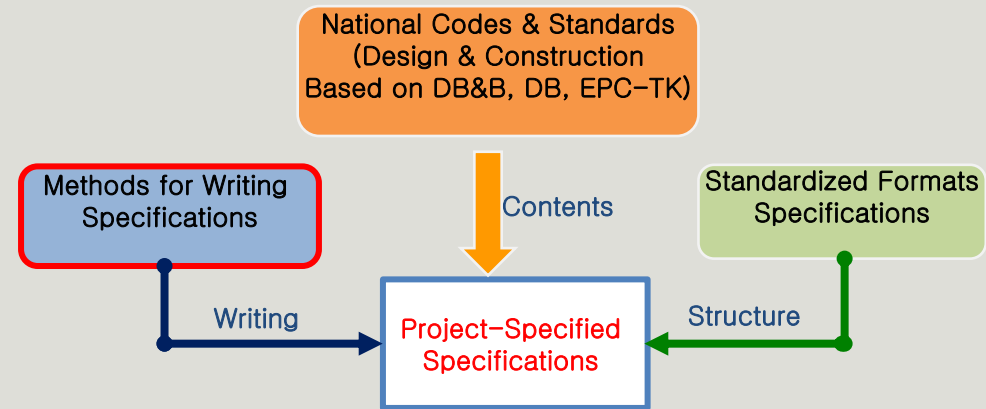 National Codes & Standards
(Design & Construction
Based on DB&B, DB, EPC-TK)
Methods for Writing
Specifications
Standardized Formats
Specifications
Contents
Writing
Structure
Project-Specified
Specifications